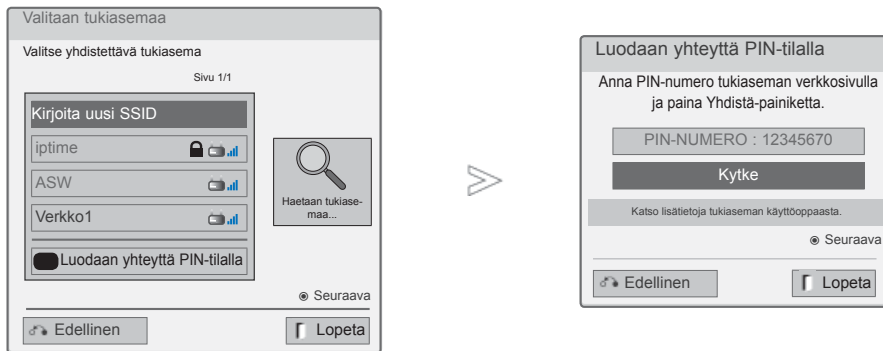 Valitaan tukiasemaa
Valitse yhdistettävä tukiasema
Sivu 1/1
Kirjoita uusi SSID
iptime
ASW
Verkko1
Luodaan yhteyttä PIN-tilalla
Haetaan tukiase-
maa...
Seuraava
Edellinen
Lopeta
Luodaan yhteyttä PIN-tilalla
Anna PIN-numero tukiaseman verkkosivulla
ja paina Yhdistä-painiketta.
PIN-NUMERO : 12345670
Kytke
Katso lisätietoja tukiaseman käyttöoppaasta.
Seuraava
Edellinen
Lopeta